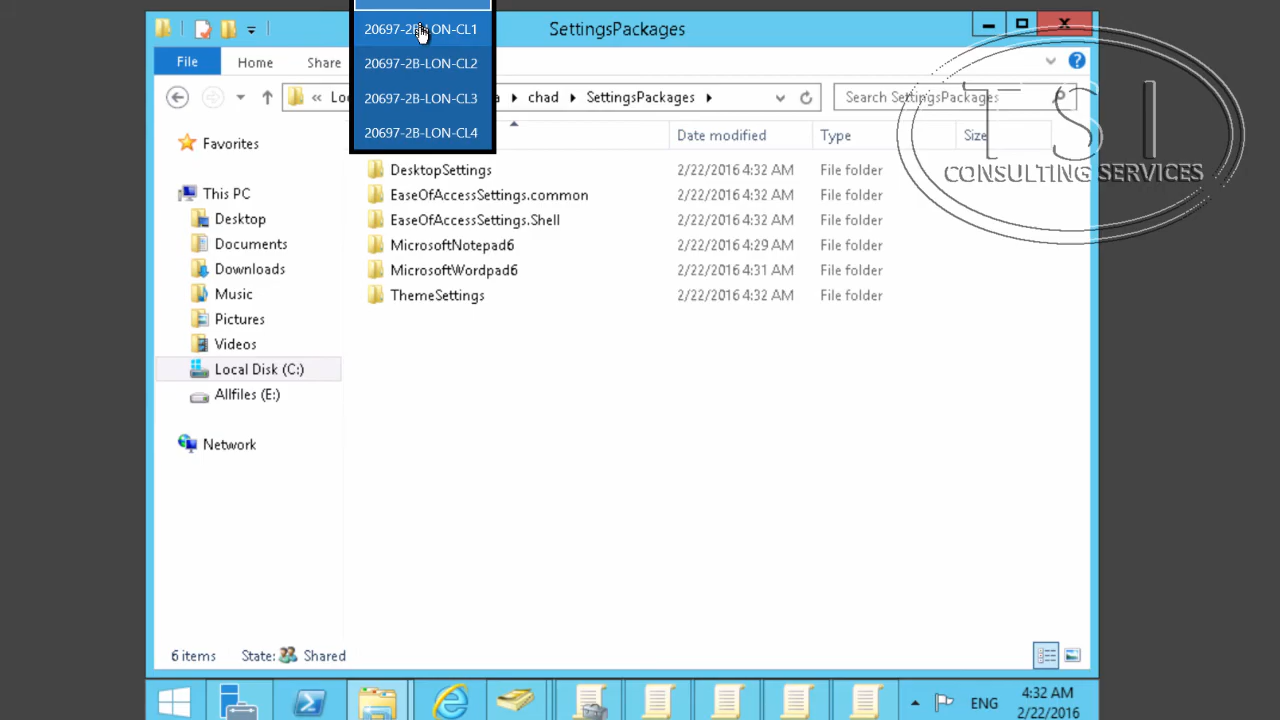 20697-2B-LON-CL1
20697-2B-LON-CL2
20697-2B-LON-CL3
20697-2B-LON-CL4
SettingsPackages
File
Home
Share
« Lo
chad
SettingsPackages
Search SettingsPackages
Date modified
Type
Size
Favorites
This PC
Desktop
Documents
Downloads
Music
Pictures
Videos
Local Disk (C:)
Allfiles (E:)
Network
DesktopSettings 2/22/2016 4:32 AM File folder
EaseOfAccessSettings.common 2/22/2016 4:32 AM File folder
EaseOfAccessSettings.Shell 2/22/2016 4:32 AM File folder
MicrosoftNotepad6 2/22/2016 4:29 AM File folder
MicrosoftWordpad6 2/22/2016 4:31 AM File folder
ThemeSettings 2/22/2016 4:32 AM File folder
TSI
CONSULTING SERVICES
6 items State: Shared
ENG
4:32 AM
2/22/2016